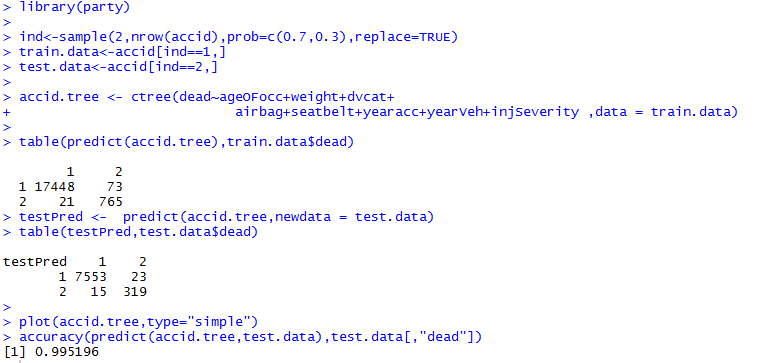 > library(party)
>
> ind<-sample(2,nrow(accid),prob=c(0.7,0.3),replace=TRUE)
> train.data<-accid[ind==1,]
> test.data<-accid[ind==2,]
>
> accid.tree <- ctree(dead~ageOFocc+weight+dvcat+
+                     airbag+seatbelt+yearacc+yearVeh+injSeverity ,data = train.data)
>
> table(predict(accid.tree),train.data$dead)

        1     2
  1 17448    73
  2    21   765
> testPred <-  predict(accid.tree,newdata = test.data)
> table(testPred,test.data$dead)

testPred    1    2
       1 7553   23
       2   15  319
>
> plot(accid.tree,type="simple")
> accuracy(predict(accid.tree,test.data),test.data[,"dead"])
[1] 0.995196